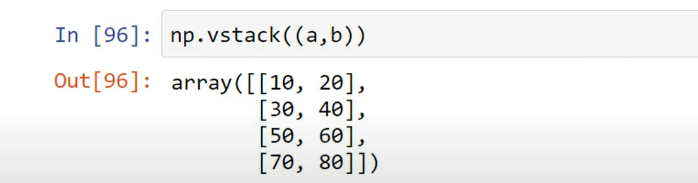 In [96]: np.vstack((a,b))
Out[96]: array([[10, 20],
[30, 40],
[50, 60],
[70, 80]])